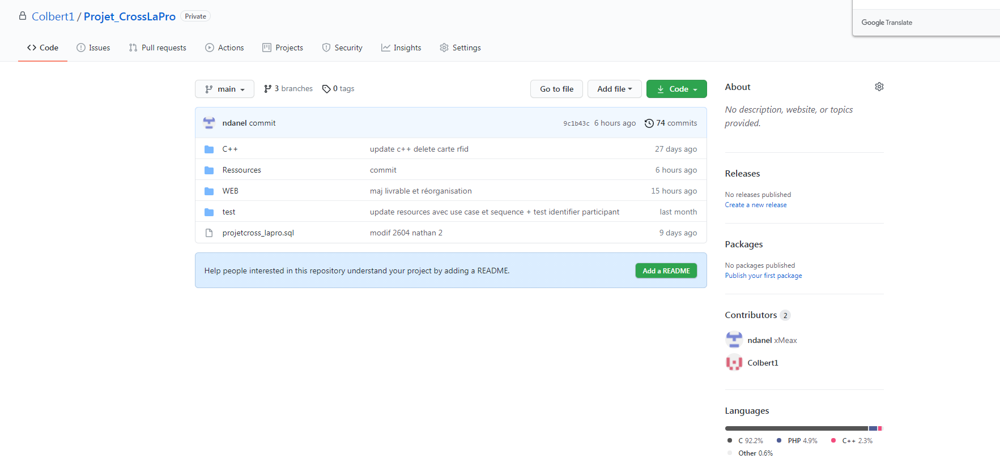 Colbert1 / Projet_CrossLaPro Private
Google Translate
Code Issues Pull requests Actions Projects Security Insights Settings
main 3 branches 0 tags Go to file Add file Code
ndanel commit 9c1b43c 6 hours ago 74 commits
C++ update c++ delete carte rfid 27 days ago
Ressources commit 6 hours ago
WEB maj livrable et réorganisation 15 hours ago
test update resources avec use case et sequence + test identifier participant last month
projetcross_lapro.sql modif 2604 nathan 2 9 days ago
Help people interested in this repository understand your project by adding a README. Add a README
About
No description, website, or topics
provided.
Releases
No releases published
Create a new release
Packages
No packages published
Publish your first package
Contributors 2
ndanel xMeax
Colbert1
Languages
C 92.2% PHP 4.9% C++ 2.3%
Other 0.6%